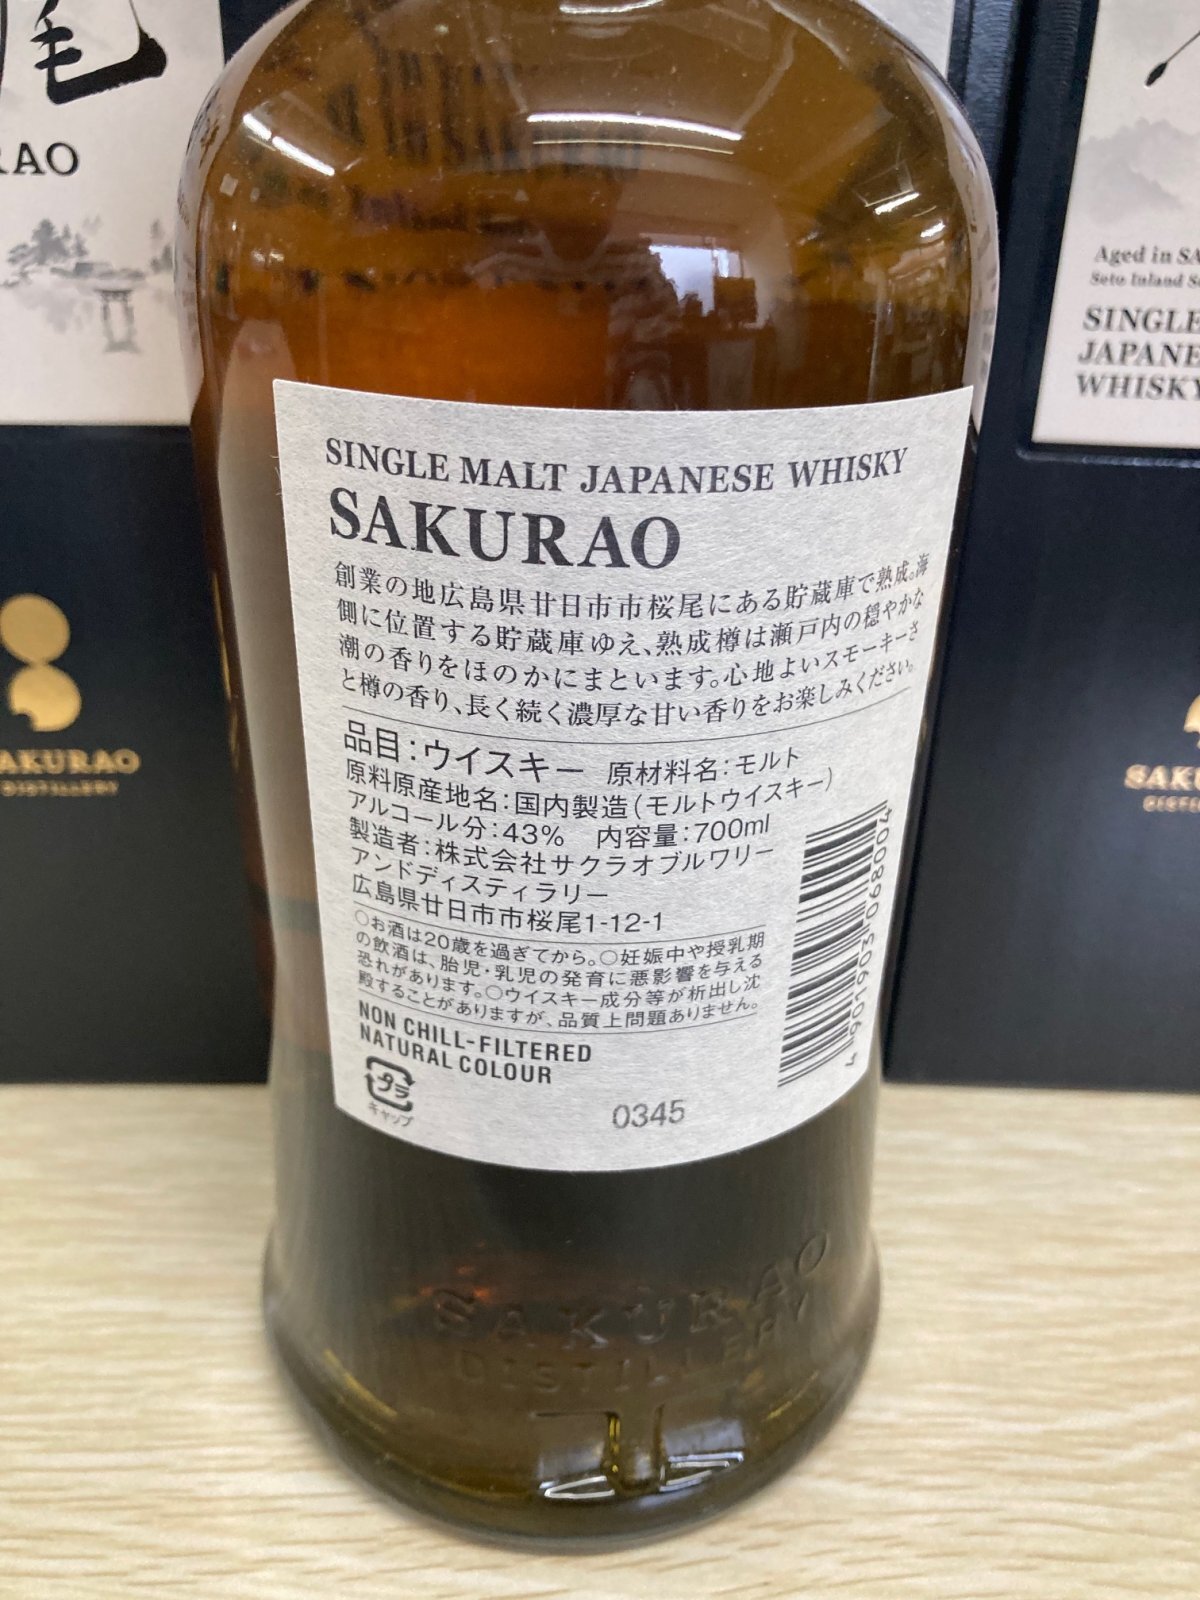 尾
RAO
Aged in SA
Seto Inland S
SINGLE
JAPANE
WHISKY
SAKURAO
DISTILLERY
SAK
SINGLE MALT JAPANESE WHISKY
SAKURAO
創業の地広島県廿日市市桜尾にある貯蔵庫で熟成。海
側に位置する貯蔵庫ゆえ、熟成樽は瀬戸内の穏やかな
潮の香りをほのかにまといます。心地よいスモーキーさ
と樽の香り、長く続く濃厚な甘い香りをお楽しみください。
品目：ウイスキー 原材料名：モルト
原料原産地名：国内製造（モルトウイスキー）
アルコール分：43% 内容量：700ml
製造者：株式会社サクラオブルワリー
アンドディスティラリー
広島県廿日市市桜尾1-12-1
○お酒は20歳を過ぎてから。○妊娠中や授乳期
の飲酒は、胎児・乳児の発育に悪影響を与える
恐れがあります。○ウイスキー成分等が析出し沈
殿することがありますが、品質上問題ありません。
NON CHILL-FILTERED
NATURAL COLOUR
プラ
キャップ
0345
4901903068004
SAKURAO
DISTILLERY